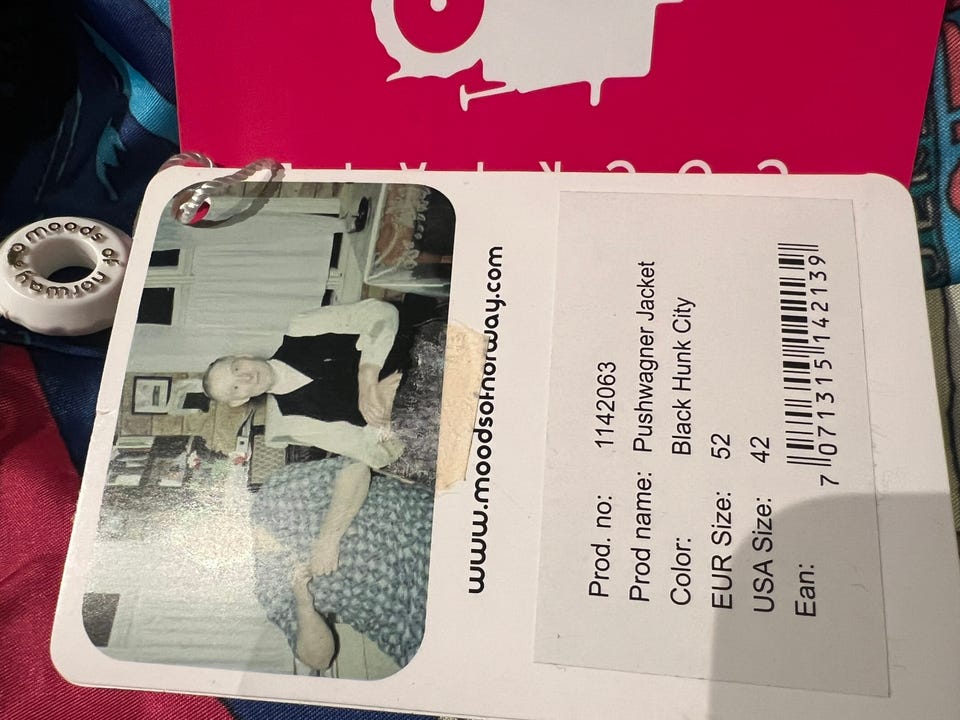 moods of norway
www.moodsofnorway.com
Prod. no: 1142063
Prod name: Pushwagner Jacket
Color: Black Hunk City
EUR Size: 52
USA Size: 42
Ean:
7 071315 142139